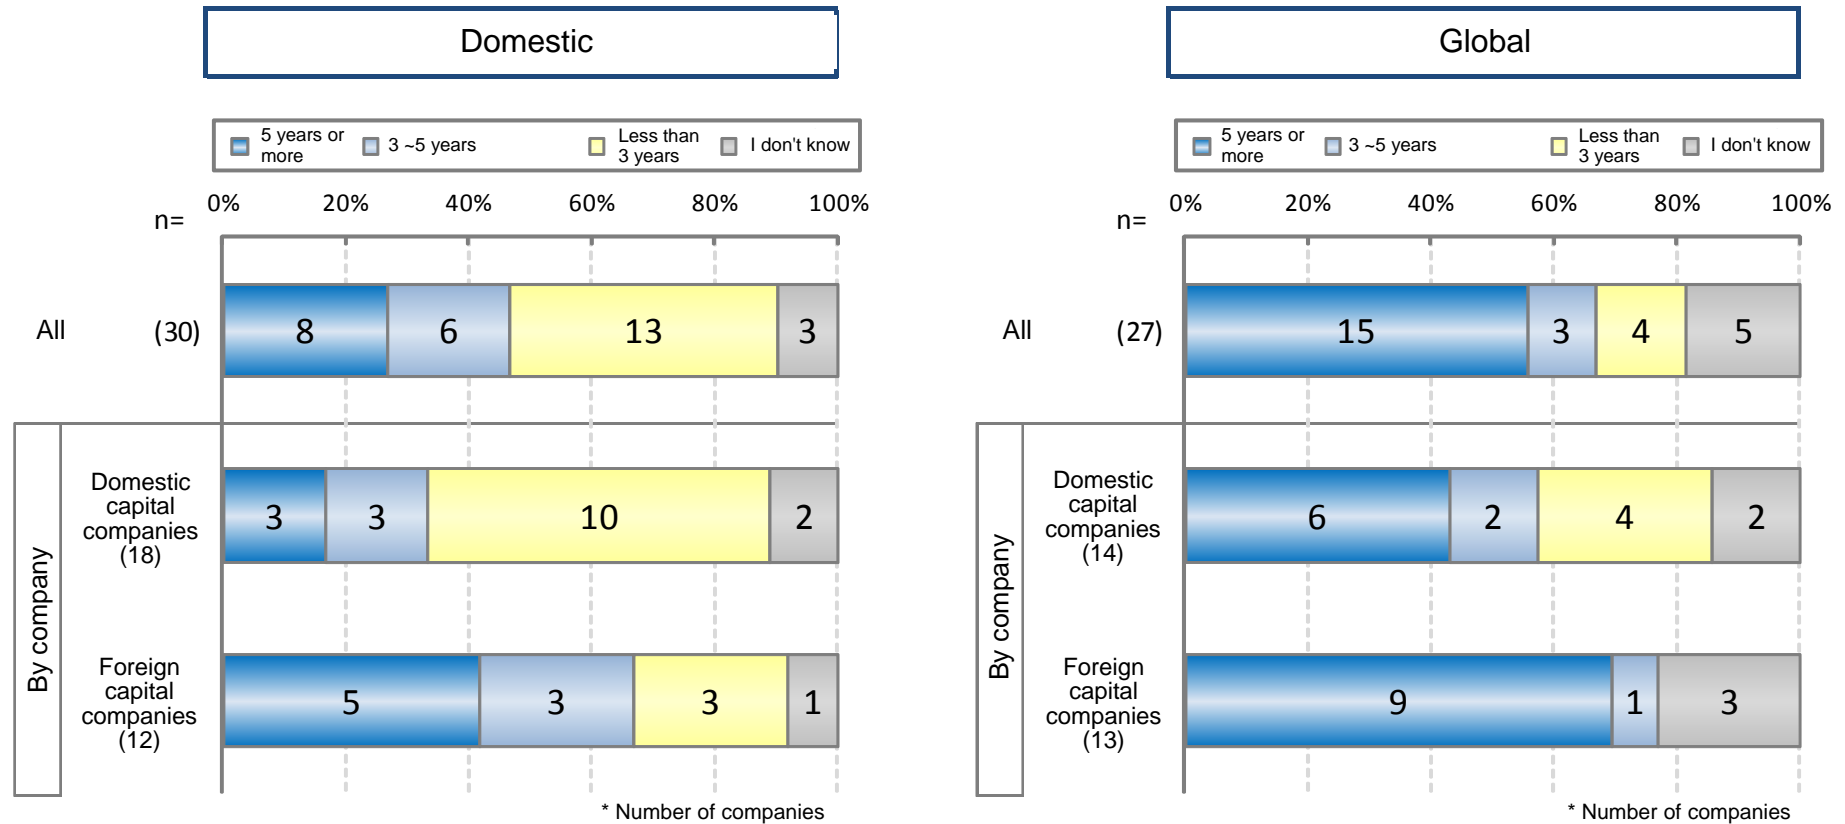 Domestic
5 years or
more
3 ~5 years
Less than
3 years
I don't know
n=
0% 20% 40% 60% 80% 100%
All (30) 8 6 13 3
By company
Domestic
capital
companies
(18)
3 3 10 2
Foreign
capital
companies
(12)
5 3 3 1
* Number of companies
Global
5 years or
more
3 ~5 years
Less than
3 years
I don't know
n=
0% 20% 40% 60% 80% 100%
All (27) 15 3 4 5
By company
Domestic
capital
companies
(14)
6 2 4 2
Foreign
capital
companies
(13)
9 1 3
* Number of companies